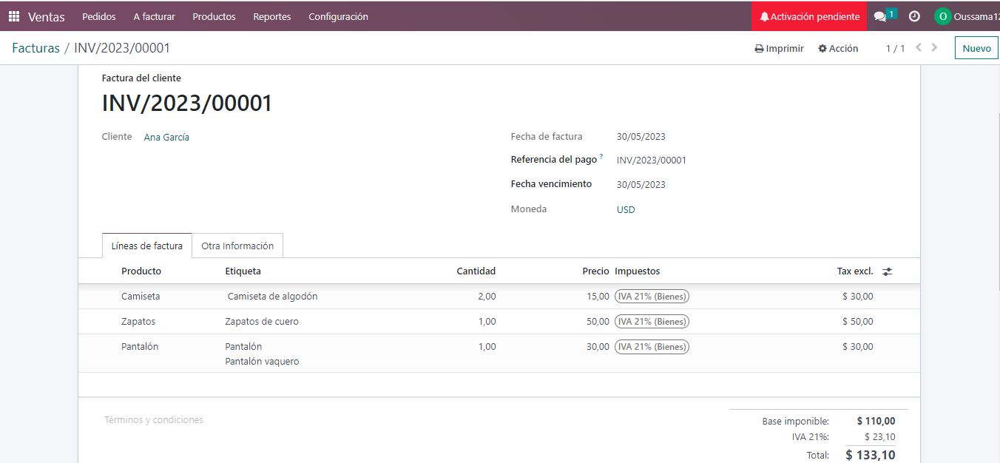 Ventas Pedidos A facturar Productos Reportes Configuración Activación pendiente 1 O Oussama12
Facturas / INV/2023/00001 Imprimir Acción 1 / 1 Nuevo
Factura del cliente
INV/2023/00001
Cliente Ana García
Fecha de factura 30/05/2023
Referencia del pago ? INV/2023/00001
Fecha vencimiento 30/05/2023
Moneda USD
Líneas de factura Otra Información
Producto Etiqueta Cantidad Precio Impuestos Tax excl.
Camiseta Camiseta de algodón 2,00 15,00 IVA 21% (Bienes) $ 30,00
Zapatos Zapatos de cuero 1,00 50,00 IVA 21% (Bienes) $ 50,00
Pantalón Pantalón 1,00 30,00 IVA 21% (Bienes) $ 30,00
Pantalón vaquero
Términos y condiciones
Base imponible: $ 110,00
IVA 21%: $ 23,10
Total: $ 133,10